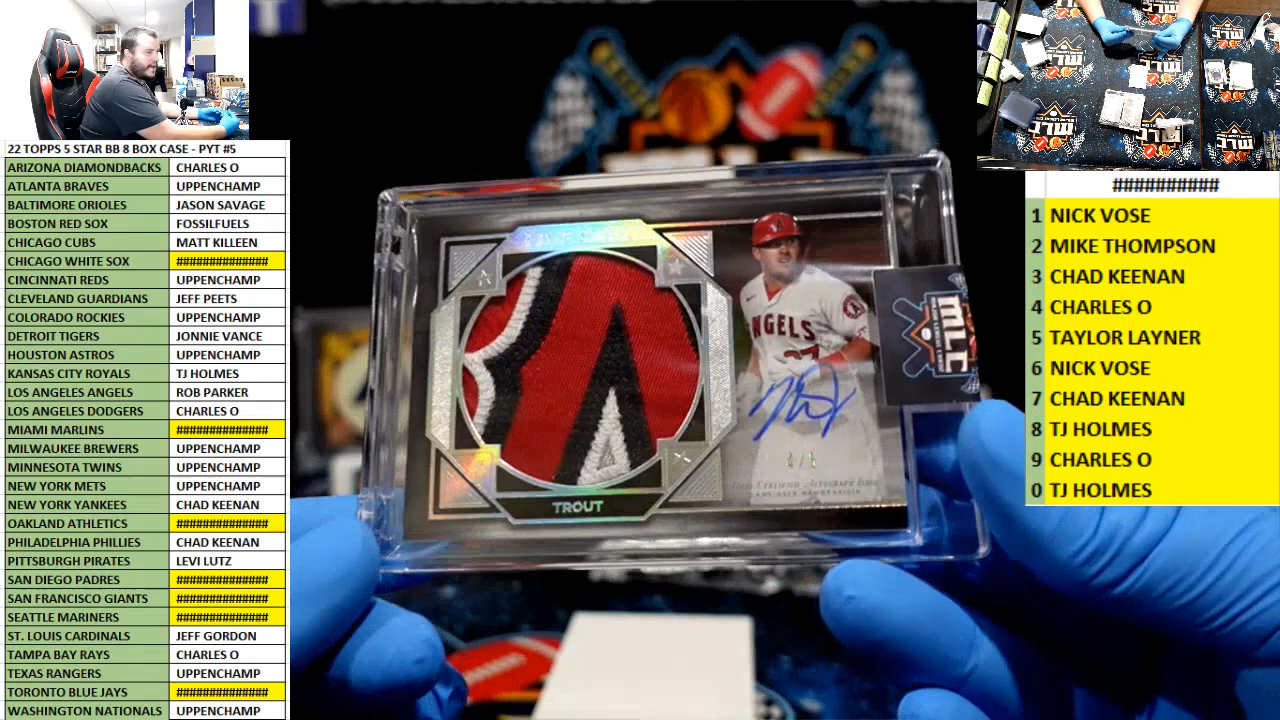 22 TOPPS 5 STAR BB 8 BOX CASE - PYT #5
ARIZONA DIAMONDBACKS CHARLES O
ATLANTA BRAVES UPPENCHAMP
BALTIMORE ORIOLES JASON SAVAGE
BOSTON RED SOX FOSSILFUELS
CHICAGO CUBS MATT KILLEEN
CHICAGO WHITE SOX ##############
CINCINNATI REDS UPPENCHAMP
CLEVELAND GUARDIANS JEFF PEETS
COLORADO ROCKIES UPPENCHAMP
DETROIT TIGERS JONNIE VANCE
HOUSTON ASTROS UPPENCHAMP
KANSAS CITY ROYALS TJ HOLMES
LOS ANGELES ANGELS ROB PARKER
LOS ANGELES DODGERS CHARLES O
MIAMI MARLINS ##############
MILWAUKEE BREWERS UPPENCHAMP
MINNESOTA TWINS UPPENCHAMP
NEW YORK METS UPPENCHAMP
NEW YORK YANKEES CHAD KEENAN
OAKLAND ATHLETICS ##############
PHILADELPHIA PHILLIES CHAD KEENAN
PITTSBURGH PIRATES LEVI LUTZ
SAN DIEGO PADRES ##############
SAN FRANCISCO GIANTS ##############
SEATTLE MARINERS ##############
ST. LOUIS CARDINALS JEFF GORDON
TAMPA BAY RAYS CHARLES O
TEXAS RANGERS UPPENCHAMP
TORONTO BLUE JAYS ##############
WASHINGTON NATIONALS UPPENCHAMP
TROUT
ANGELS
MLC
##########
1 NICK VOSE
2 MIKE THOMPSON
3 CHAD KEENAN
4 CHARLES O
5 TAYLOR LAYNER
6 NICK VOSE
7 CHAD KEENAN
8 TJ HOLMES
9 CHARLES O
0 TJ HOLMES